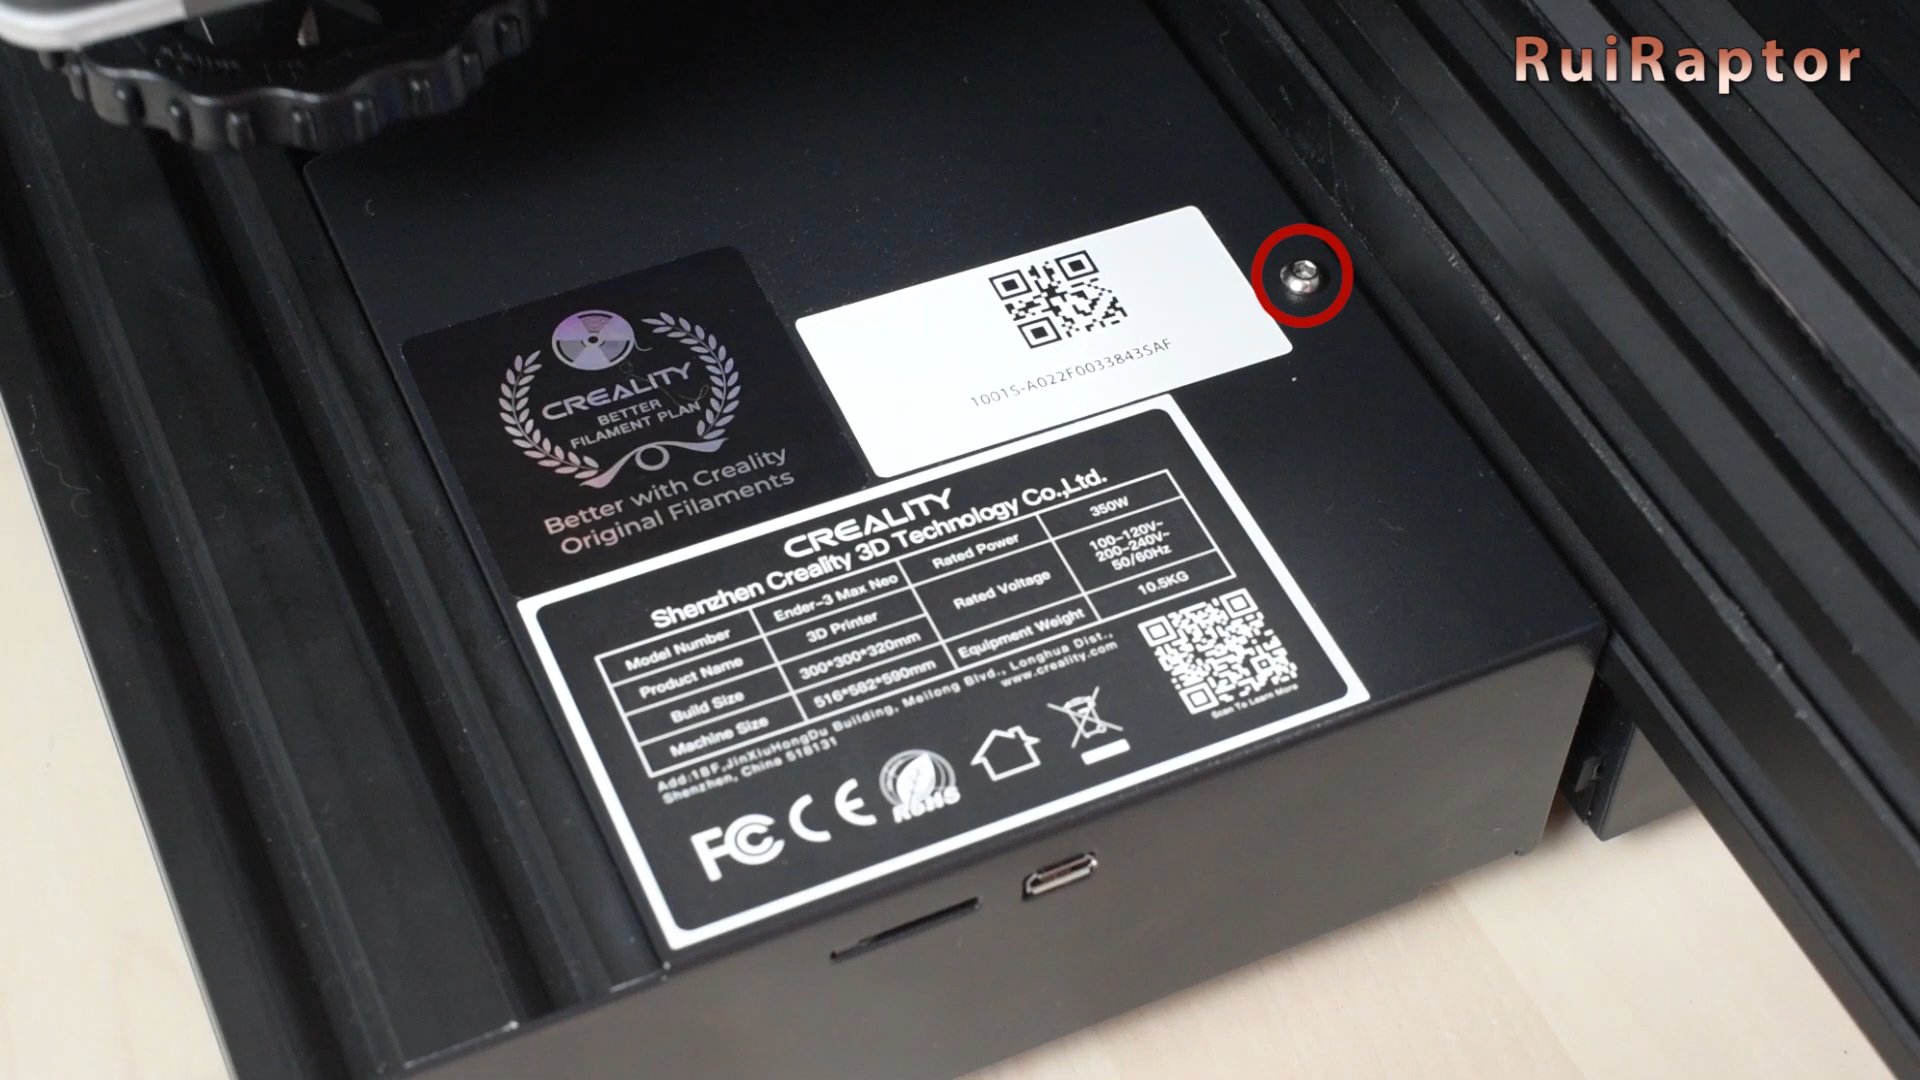 RuiRaptor
CREALITY
BETTER
FILAMENT PLAN
Better with Creality
Original Filaments
1001S-A022F0033843SAF
CREALITY
Shenzhen Creality 3D Technology Co.,Ltd.
Model Number Ender-3 Max Neo Rated Power 350W
Product Name 3D Printer Rated Voltage 100-120V~
200-240V~
50/60Hz
Build Size 300*300*320mm
Machine Size 516*582*590mm Equipment Weight 10.5KG
Add:18F,JinXiuHongDu Building, Meilong Blvd., Longhua Dist.,
Shenzhen, China 518131 www.creality.com
Scan To Learn More
FC CE RoHS